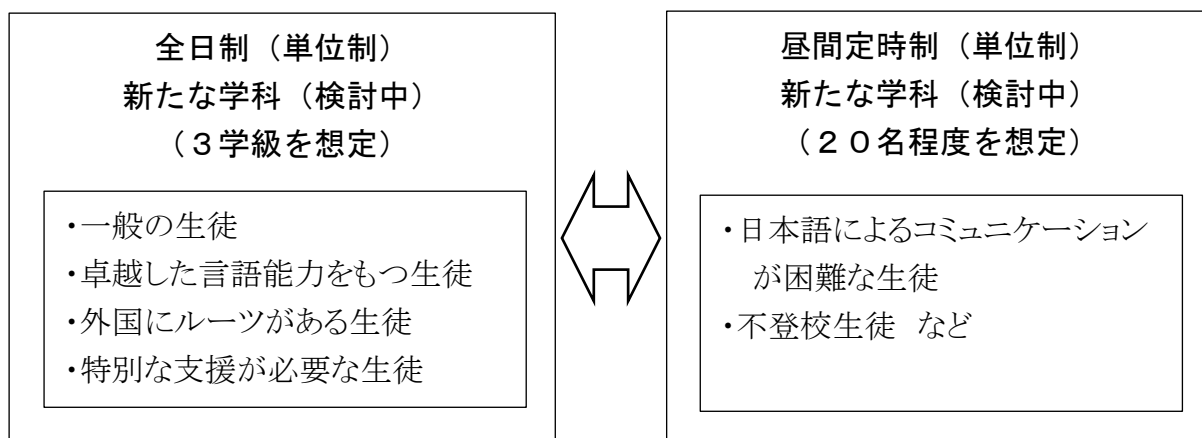 全日制（単位制）
新たな学科（検討中）
（３学級を想定）
・一般の生徒
・卓越した言語能力をもつ生徒
・外国にルーツがある生徒
・特別な支援が必要な生徒
昼間定時制（単位制）
新たな学科（検討中）
（２０名程度を想定）
・日本語によるコミュニケーション
が困難な生徒
・不登校生徒　など